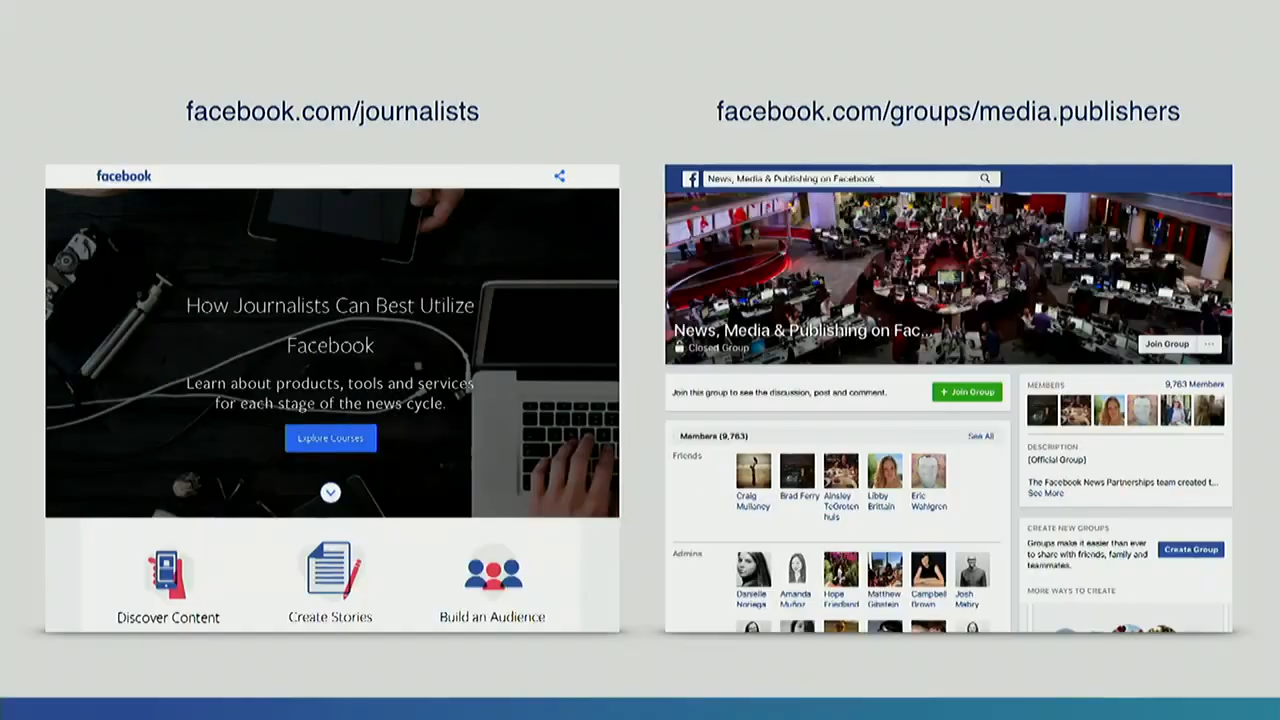 facebook.com/journalists
facebook
How Journalists Can Best Utilize
Facebook
Learn about products, tools and services
for each stage of the news cycle.
Explore Courses
Discover Content
Create Stories
Build an Audience
facebook.com/groups/media.publishers
News, Media & Publishing on Facebook
News, Media & Publishing on Fac...
Closed Group
Join Group
Join this group to see the discussion, post and comment.
+ Join Group
Members (9,763)
See All
Friends
Craig
Mullaney
Brad Ferry
Ainsley
TeGroten
huis
Libby
Brittain
Eric
Wahlgren
Admins
Danielle
Noriega
Amanda
Muñoz
Hope
Friedland
Matthew
Campbell
Brown
Josh
Mabry
MEMBERS
9,763 Members
DESCRIPTION
[Official Group]
The Facebook News Partnerships team created t...
See More
CREATE NEW GROUPS
Groups make it easier than ever
to share with friends, family and
teammates.
Create Group
MORE WAYS TO CREATE